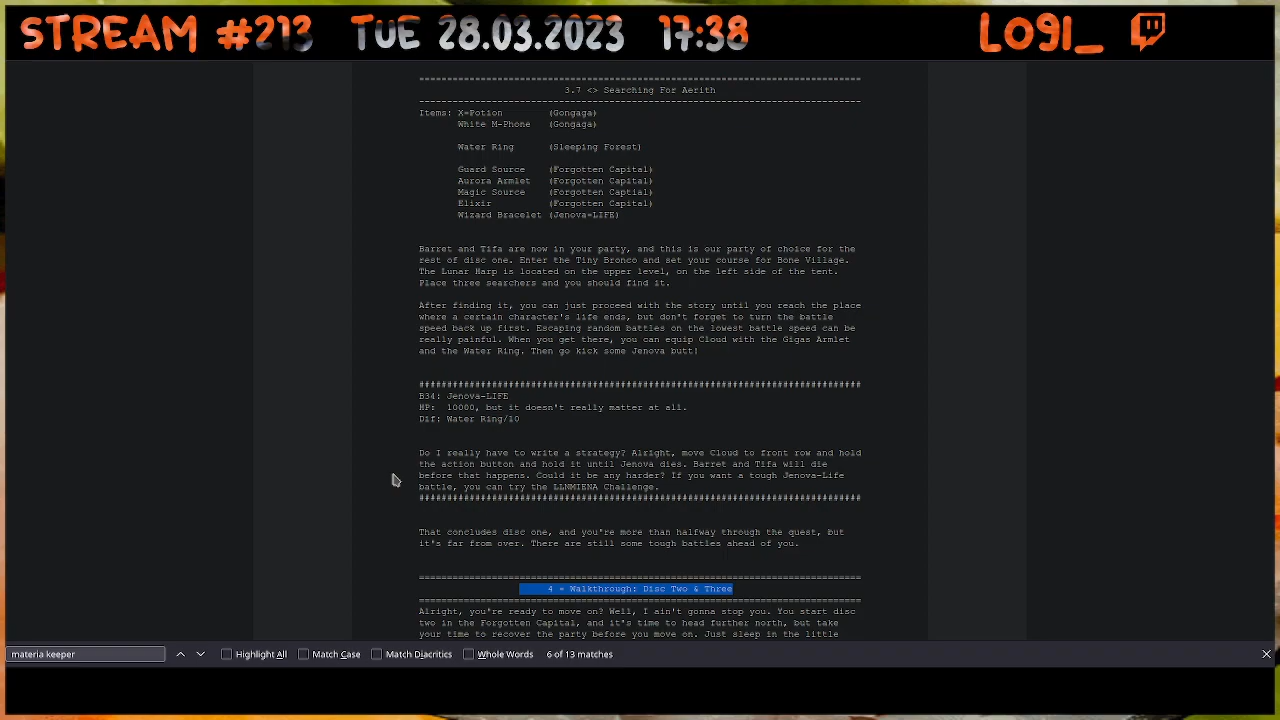 STREAM #213 TUE 28.03.2023 17:38 LO9I_
==============================================================================
3.7 <> Searching For Aerith
------------------------------------------------------------------------------
Items: X-Potion (Gongaga)
White M-Phone (Gongaga)
Water Ring (Sleeping Forest)
Guard Source (Forgotten Capital)
Aurora Armlet (Forgotten Capital)
Magic Source (Forgotten Captial)
Elixir (Forgotten Capital)
Wizard Bracelet (Jenova-LIFE)
Barret and Tifa are now in your party, and this is our party of choice for the
rest of disc one. Enter the Tiny Bronco and set your course for Bone Village.
The Lunar Harp is located on the upper level, on the left side of the tent.
Place three searchers and you should find it.
After finding it, you can just proceed with the story until you reach the place
where a certain character's life ends, but don't forget to turn the battle
speed back up first. Escaping random battles on the lowest battle speed can be
really painful. When you get there, you can equip Cloud with the Gigas Armlet
and the Water Ring. Then go kick some Jenova butt!
###############################################################################
B34: Jenova-LIFE
HP: 10000, but it doesn't really matter at all.
Dif: Water Ring/10
Do I really have to write a strategy? Alright, move Cloud to front row and hold
the action button and hold it until Jenova dies. Barret and Tifa will die
before that happens. Could it be any harder? If you want a tough Jenova-Life
battle, you can try the LLNMIENA Challenge.
###############################################################################
That concludes disc one, and you're more than halfway through the quest, but
it's far from over. There are still some tough battles ahead of you.
==============================================================================
4 - Walkthrough: Disc Two & Three
==============================================================================
Alright, you're ready to move on? Well, I ain't gonna stop you. You start disc
two in the Forgotten Capital, and it's time to head further north, but take
your time to recover the party before you move on. Just sleep in the little
materia keeper Highlight All Match Case Match Diacritics Whole Words 6 of 13 matches